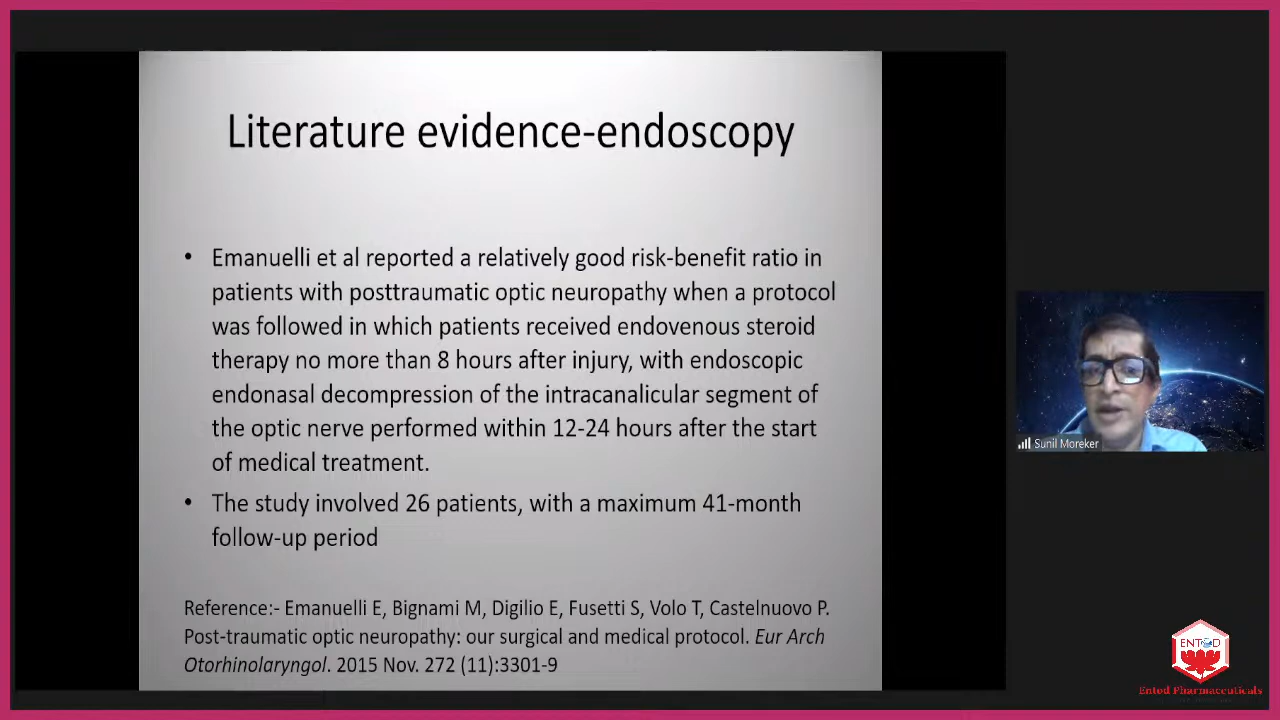 Literature evidence-endoscopy
• Emanuelli et al reported a relatively good risk-benefit ratio in
patients with posttraumatic optic neuropathy when a protocol
was followed in which patients received endovenous steroid
therapy no more than 8 hours after injury, with endoscopic
endonasal decompression of the intracanalicular segment of
the optic nerve performed within 12-24 hours after the start
of medical treatment.
• The study involved 26 patients, with a maximum 41-month
follow-up period
Reference:- Emanuelli E, Bignami M, Digilio E, Fusetti S, Volo T, Castelnuovo P.
Post-traumatic optic neuropathy: our surgical and medical protocol. Eur Arch
Otorhinolaryngol. 2015 Nov. 272 (11):3301-9
Sunil Moreker
ENTOD
Entod Pharmaceuticals